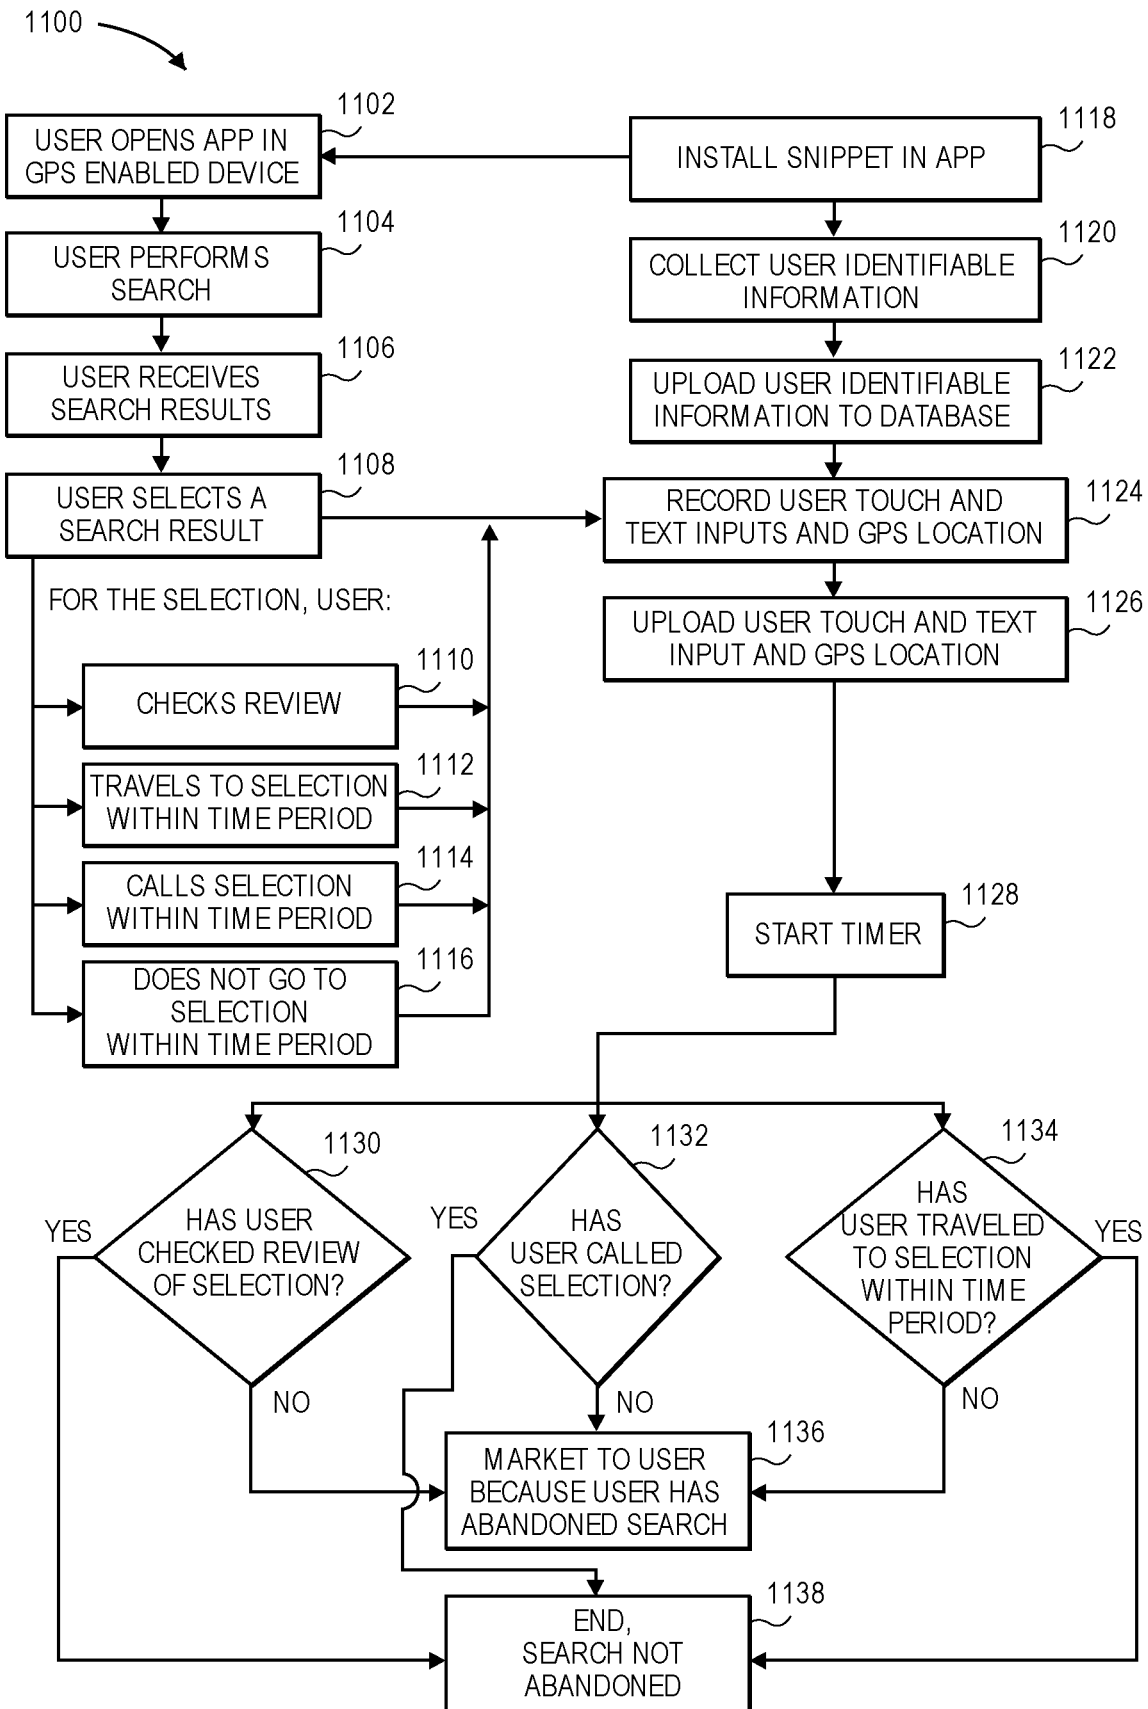 1100
1102
USER OPENS APP IN
GPS ENABLED DEVICE
1104
USER PERFORMS
SEARCH
1106
USER RECEIVES
SEARCH RESULTS
1108
USER SELECTS A
SEARCH RESULT
FOR THE SELECTION, USER:
1110
CHECKS REVIEW
1112
TRAVELS TO SELECTION
WITHIN TIME PERIOD
1114
CALLS SELECTION
WITHIN TIME PERIOD
1116
DOES NOT GO TO
SELECTION
WITHIN TIME PERIOD
1118
INSTALL SNIPPET IN APP
1120
COLLECT USER IDENTIFIABLE
INFORMATION
1122
UPLOAD USER IDENTIFIABLE
INFORMATION TO DATABASE
1124
RECORD USER TOUCH AND
TEXT INPUTS AND GPS LOCATION
1126
UPLOAD USER TOUCH AND TEXT
INPUT AND GPS LOCATION
1128
START TIMER
1130
HAS USER
CHECKED REVIEW
OF SELECTION?
YES
NO
1132
HAS
USER CALLED
SELECTION?
YES
NO
1134
HAS
USER TRAVELED
TO SELECTION
WITHIN TIME
PERIOD?
YES
NO
1136
MARKET TO USER
BECAUSE USER HAS
ABANDONED SEARCH
1138
END,
SEARCH NOT
ABANDONED